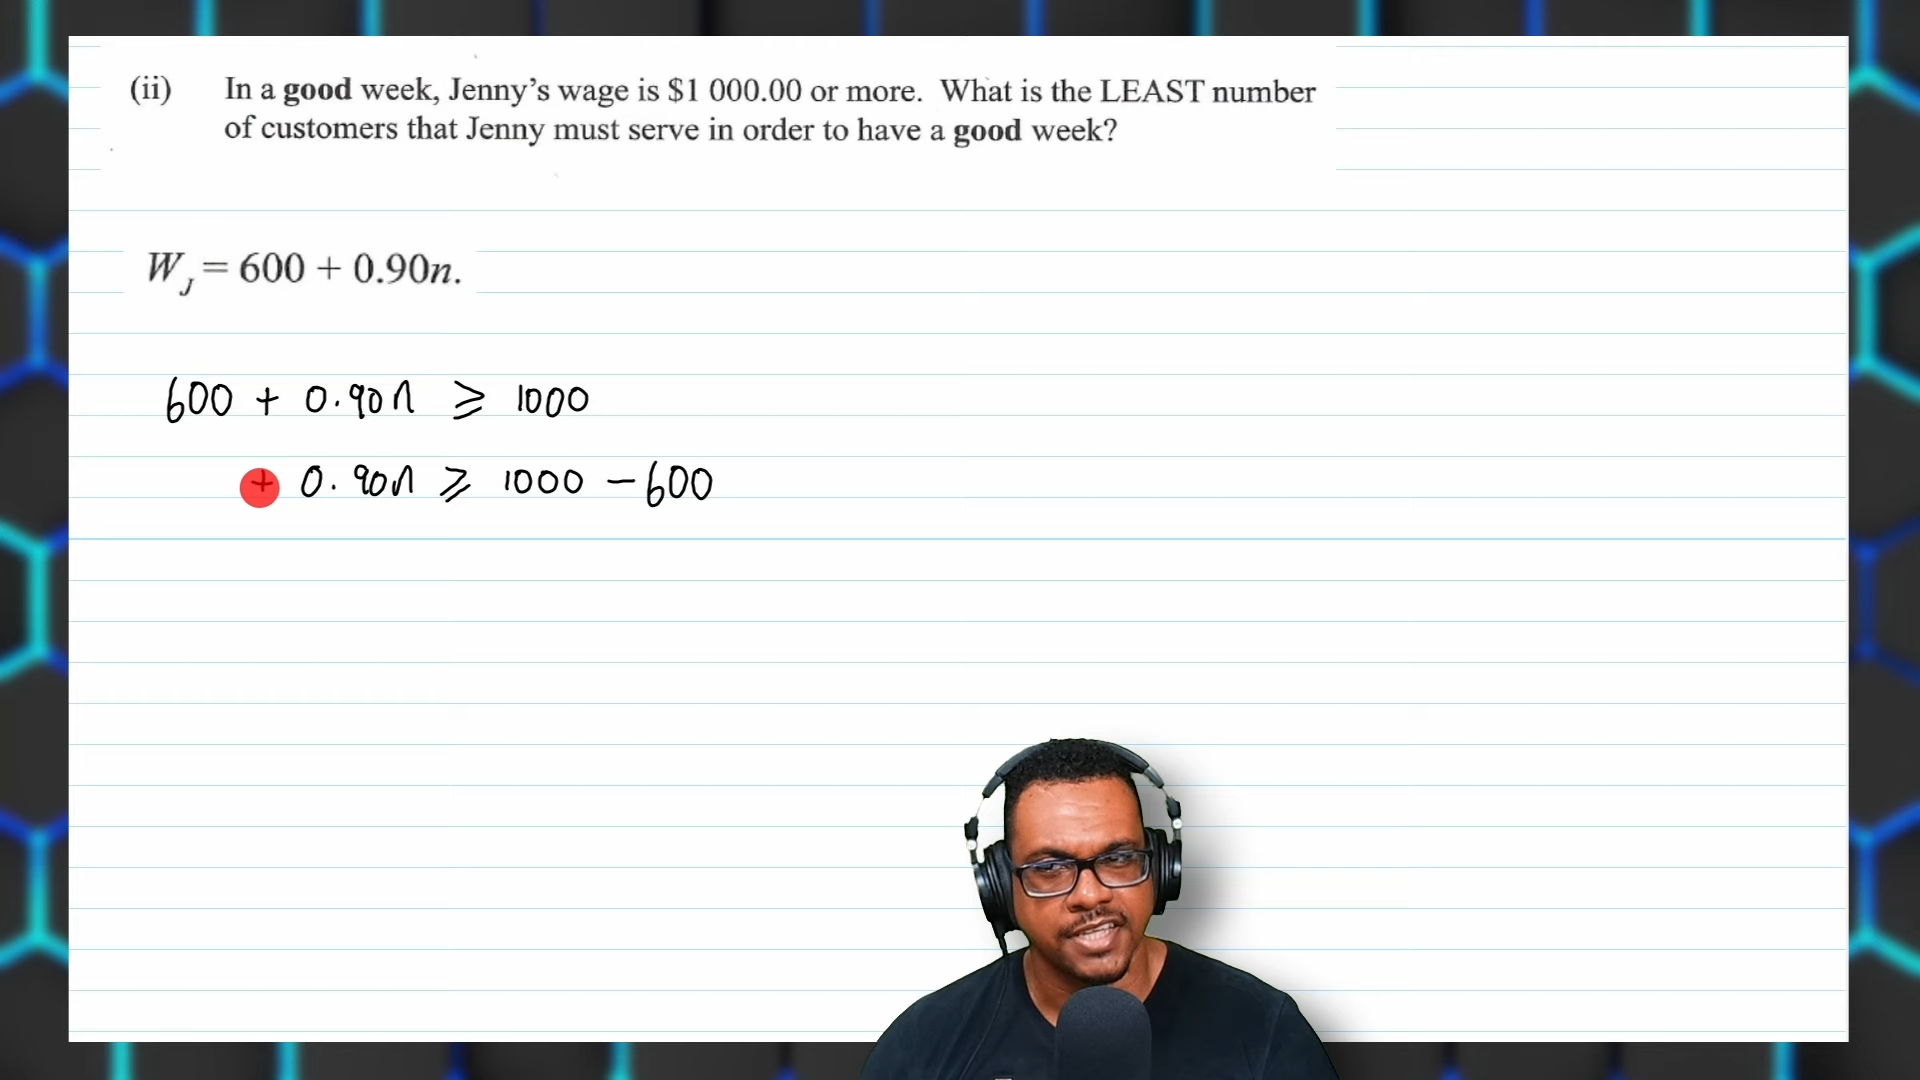 (ii) In a good week, Jenny's wage is $1 000.00 or more. What is the LEAST number
of customers that Jenny must serve in order to have a good week?
W_J = 600 + 0.90n.
600 + 0.90n ⩾ 1000
+ 0.90n ⩾ 1000 - 600